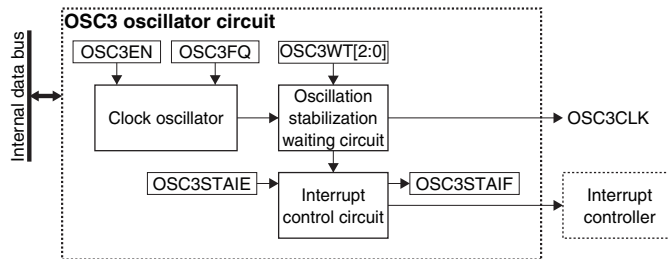 OSC3 oscillator circuit
Internal data bus
OSC3EN
OSC3FQ
OSC3WT[2:0]
Clock oscillator
Oscillation
stabilization
waiting circuit
OSC3CLK
OSC3STAIE
Interrupt
control circuit
OSC3STAIF
Interrupt
controller